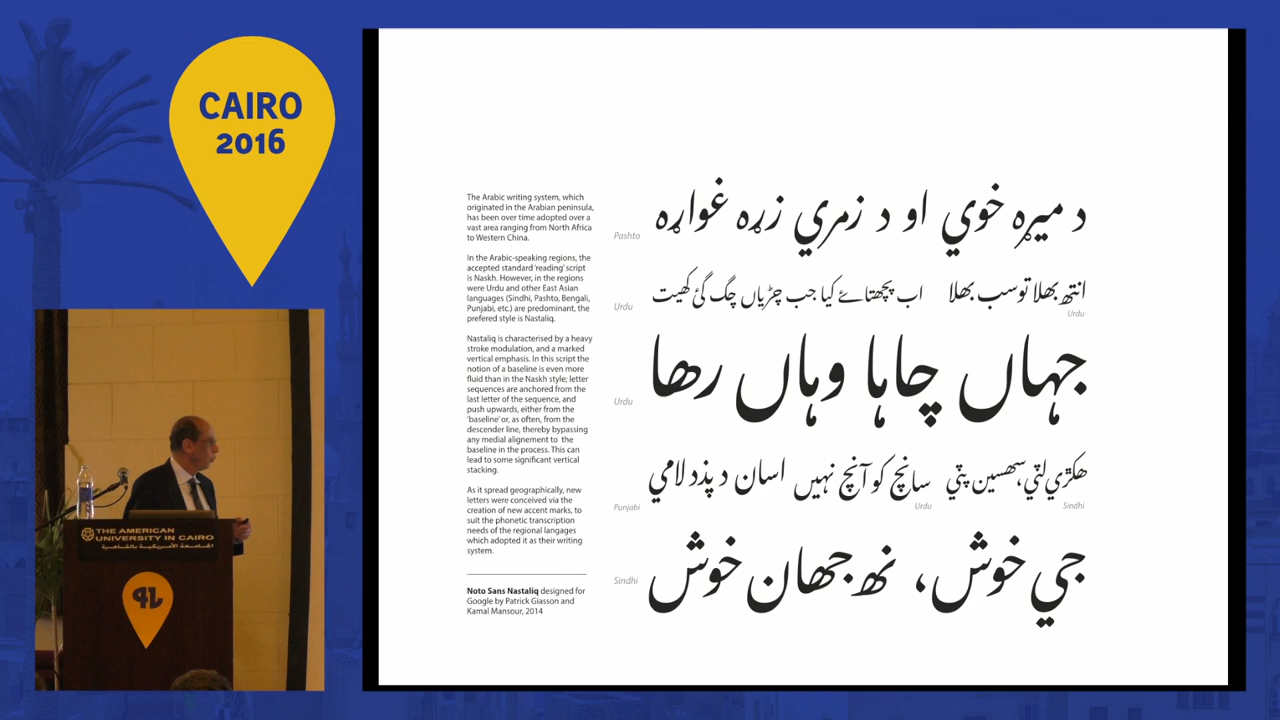 CAIRO
2016
THE AMERICAN
UNIVERSITY IN CAIRO
الجامعة الأمريكية بالقاهرة
The Arabic writing system, which
originated in the Arabian peninsula,
has been over time adopted over a
vast area ranging from North Africa
to Western China.
In the Arabic-speaking regions, the
accepted standard ‘reading’ script
is Naskh. However, in the regions
were Urdu and other East Asian
languages (Sindhi, Pashto, Bengali,
Punjabi, etc.) are predominant, the
prefered style is Nastaliq.
Nastaliq is characterised by a heavy
stroke modulation, and a marked
vertical emphasis. In this script the
notion of a baseline is even more
fluid than in the Naskh style; letter
sequences are anchored from the
last letter of the sequence, and
push upwards, either from the
‘baseline’ or, as often, from the
descender line, thereby bypassing
any medial alignement to the
baseline in the process. This can
lead to some significant vertical
stacking.
As it spread geographically, new
letters were conceived via the
creation of new accent marks, to
suit the phonetic transcription
needs of the regional langages
which adopted it as their writing
system.
Noto Sans Nastaliq designed for
Google by Patrick Giasson and
Kamal Mansour, 2014
د ميړه خوي او د زمري زړه غواړه
Pashto
انتھ بھلا تو سب بھلا
Urdu
اب پچھتائے کیا جب چڑیاں چگ گئ کھیت
Urdu
جہاں چاہا وہاں رھا
Urdu
Sindhi
سانچ کو آنچ نہیں
Urdu
اسان د پنڈ لامي
Punjabi
جي خوش، نھ جھان خوش
Sindhi